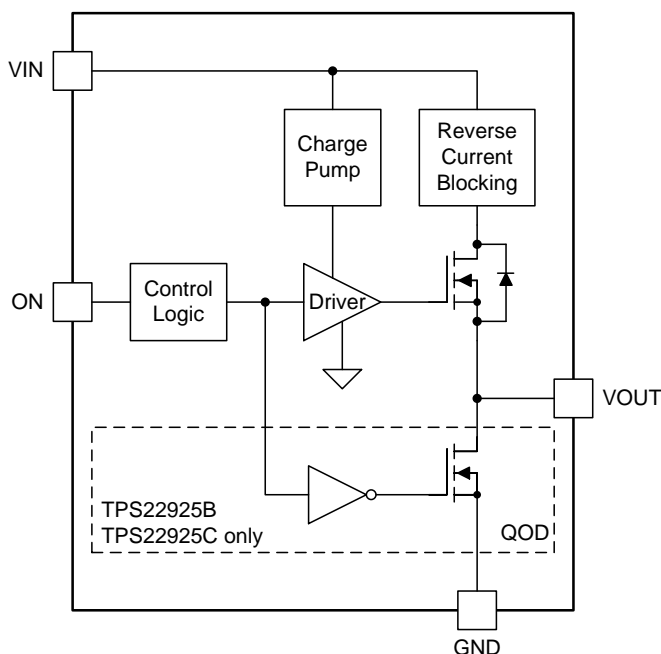 VIN
Charge
Pump
Reverse
Current
Blocking
ON
Control
Logic
Driver
VOUT
TPS22925B
TPS22925C only
QOD
GND